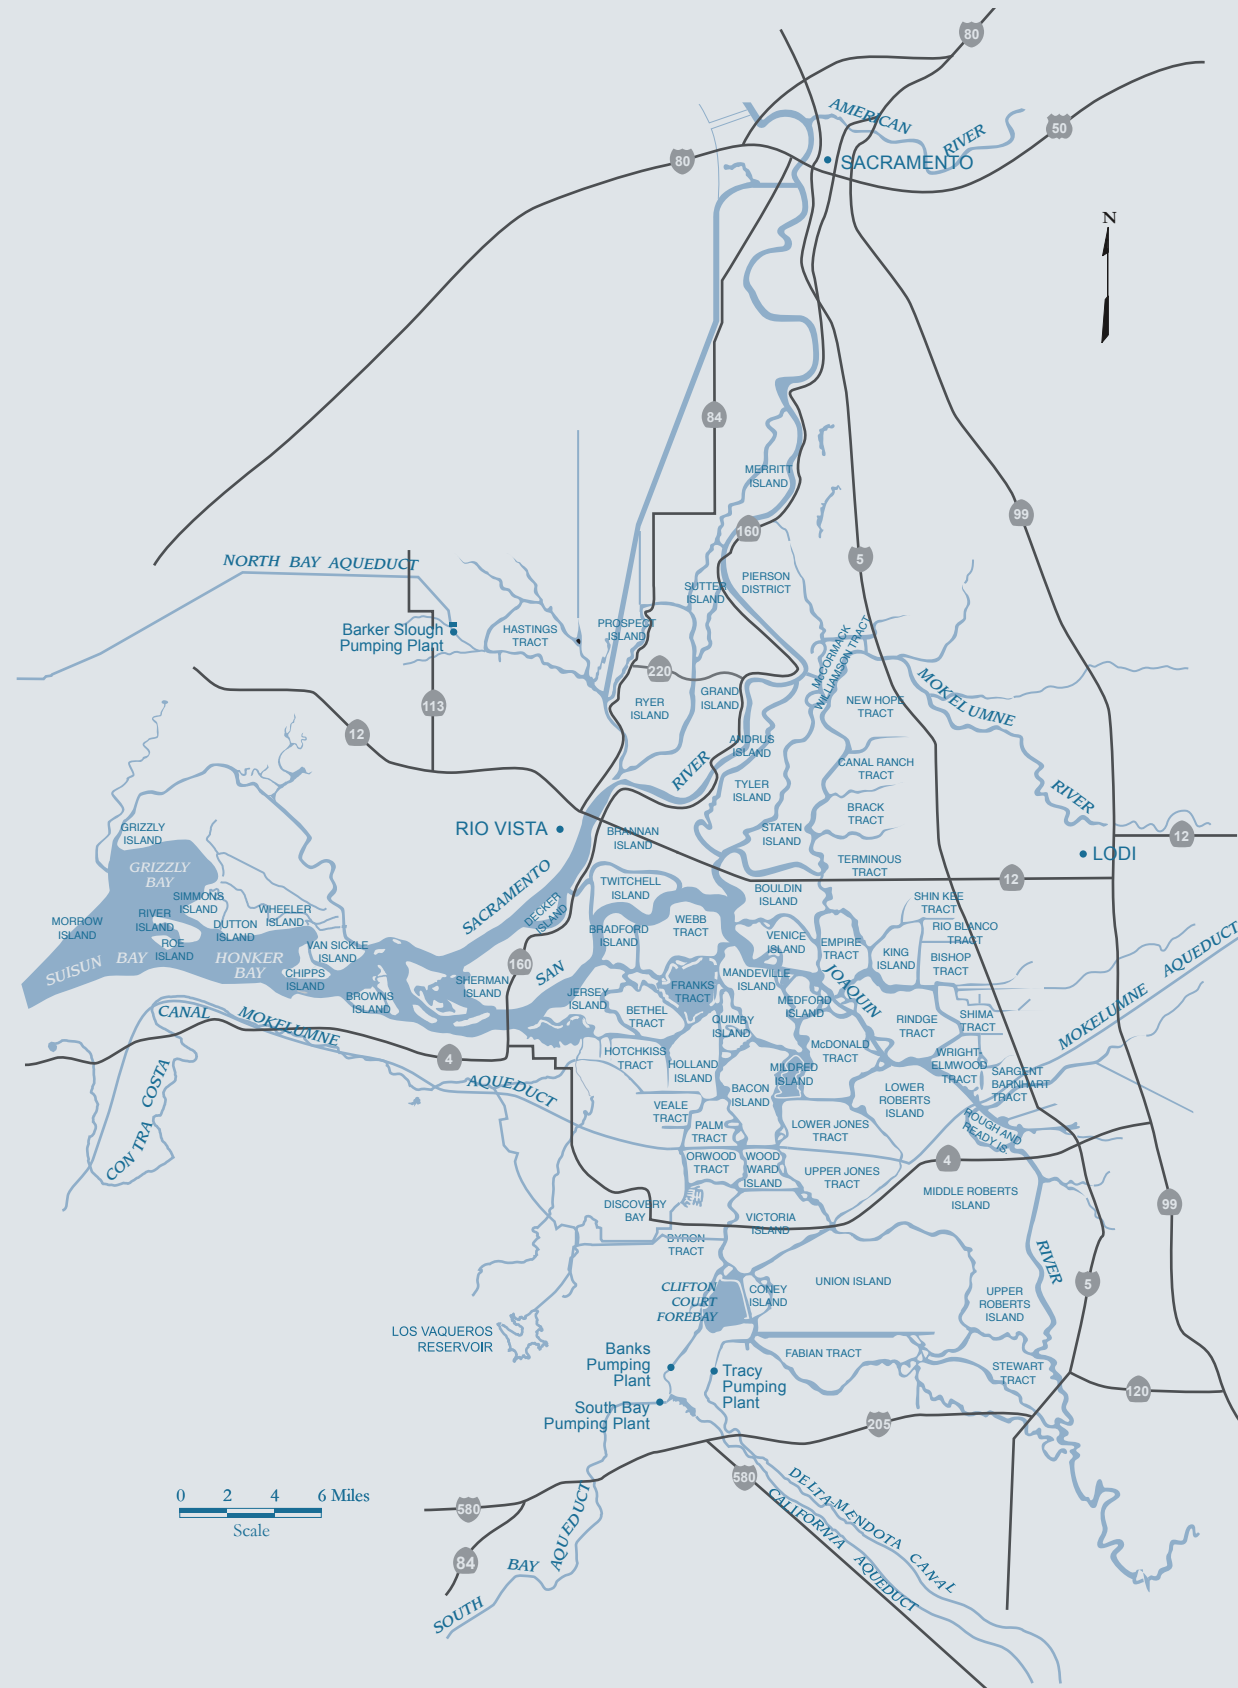 80
AMERICAN
RIVER
50
80
SACRAMENTO
N
84
MERRITT
ISLAND
99
160
5
NORTH BAY AQUEDUCT
PIERSON
DISTRICT
SUTTER
ISLAND
Barker Slough
Pumping Plant
HASTINGS
TRACT
PROSPECT
ISLAND
McCORMACK
WILLIAMSON TRACT
220
113
12
RYER
ISLAND
GRAND
ISLAND
NEW HOPE
TRACT
MOKELUMNE
RIVER
ANDRUS
ISLAND
RIVER
CANAL RANCH
TRACT
TYLER
ISLAND
BRACK
TRACT
GRIZZLY
ISLAND
RIO VISTA
BRANNAN
ISLAND
STATEN
ISLAND
12
LODI
GRIZZLY
BAY
TERMINOUS
TRACT
12
SACRAMENTO
TWITCHELL
ISLAND
BOULDIN
ISLAND
SIMMONS
ISLAND
SHIN KEE
TRACT
MORROW
ISLAND
RIVER
ISLAND
DUTTON
ISLAND
WHEELER
ISLAND
DECKER
ISLAND
WEBB
TRACT
BRADFORD
ISLAND
RIO BLANCO
TRACT
VENICE
ISLAND
EMPIRE
TRACT
KING
ISLAND
BISHOP
TRACT
AQUEDUCT
ROE
ISLAND
VAN SICKLE
ISLAND
SUISUN BAY
HONKER
BAY
CHIPPS
ISLAND
160
SAN
JOAQUIN
SHERMAN
ISLAND
BROWNS
ISLAND
JERSEY
ISLAND
FRANKS
TRACT
MANDEVILLE
ISLAND
MEDFORD
ISLAND
MOKELUMNE
CANAL
MOKELUMNE
BETHEL
TRACT
QUIMBY
ISLAND
RINDGE
TRACT
SHIMA
TRACT
4
AQUEDUCT
HOTCHKISS
TRACT
HOLLAND
ISLAND
McDONALD
TRACT
MILDRED
ISLAND
WRIGHT-
ELMWOOD
TRACT
SARGENT
BARNHART
TRACT
CONTRA COSTA
BACON
ISLAND
LOWER
ROBERTS
ISLAND
VEALE
TRACT
PALM
TRACT
LOWER JONES
TRACT
ROUGH AND
READY IS.
ORWOOD
TRACT
WOOD
WARD
ISLAND
UPPER JONES
TRACT
4
MIDDLE ROBERTS
ISLAND
99
DISCOVERY
BAY
VICTORIA
ISLAND
BYRON
TRACT
RIVER
5
CLIFTON
COURT
FOREBAY
CONEY
ISLAND
UNION ISLAND
UPPER
ROBERTS
ISLAND
LOS VAQUEROS
RESERVOIR
FABIAN TRACT
STEWART
TRACT
Banks
Pumping
Plant
Tracy
Pumping
Plant
120
South Bay
Pumping Plant
205
580
580
DELTA-MENDOTA CANAL
CALIFORNIA AQUEDUCT
0 2 4 6 Miles
Scale
84
SOUTH BAY AQUEDUCT